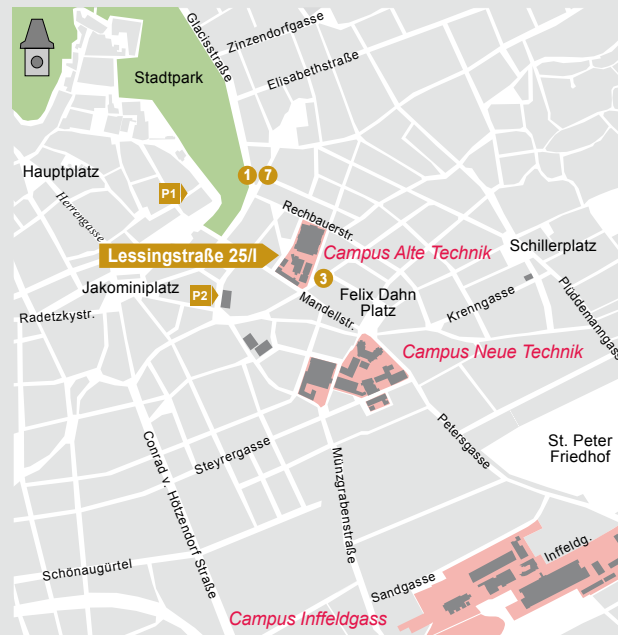 Glacisstraße
Zinzendorfgasse
Elisabethstraße
Stadtpark
Hauptplatz
Herrengasse
P1
1
7
Rechbauerstr.
Lessingstraße 25/I
Campus Alte Technik
Schillerplatz
3
Jakominiplatz
P2
Felix Dahn
Platz
Mandellstr.
Krenngasse
Plüddemanngass
Radetzkystr.
Campus Neue Technik
Petersgasse
St. Peter
Friedhof
Steyrergasse
Conrad v. Hötzendorf Straße
Münzgrabenstraße
Schönaugürtel
Sandgasse
Inffeldg.
Campus Inffeldgass